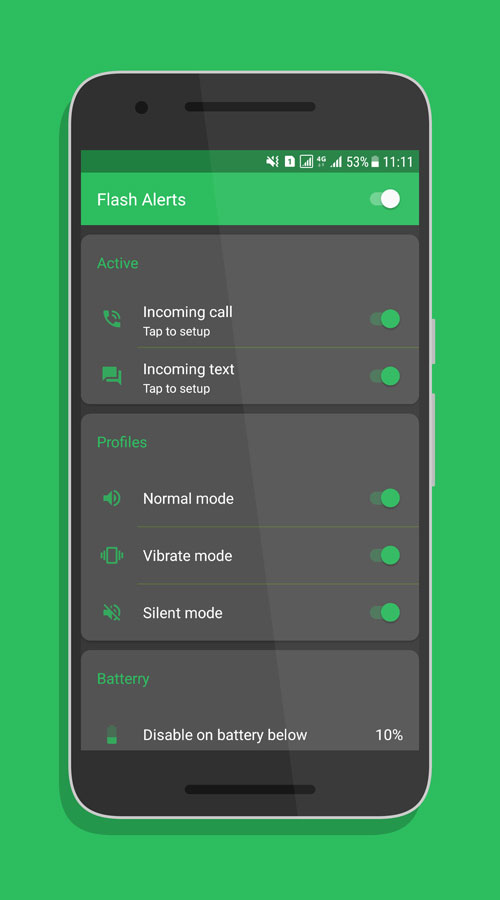 1 4G 53% 11:11
Flash Alerts
Active
Incoming call
Tap to setup
Incoming text
Tap to setup
Profiles
Normal mode
Vibrate mode
Silent mode
Batterry
Disable on battery below 10%